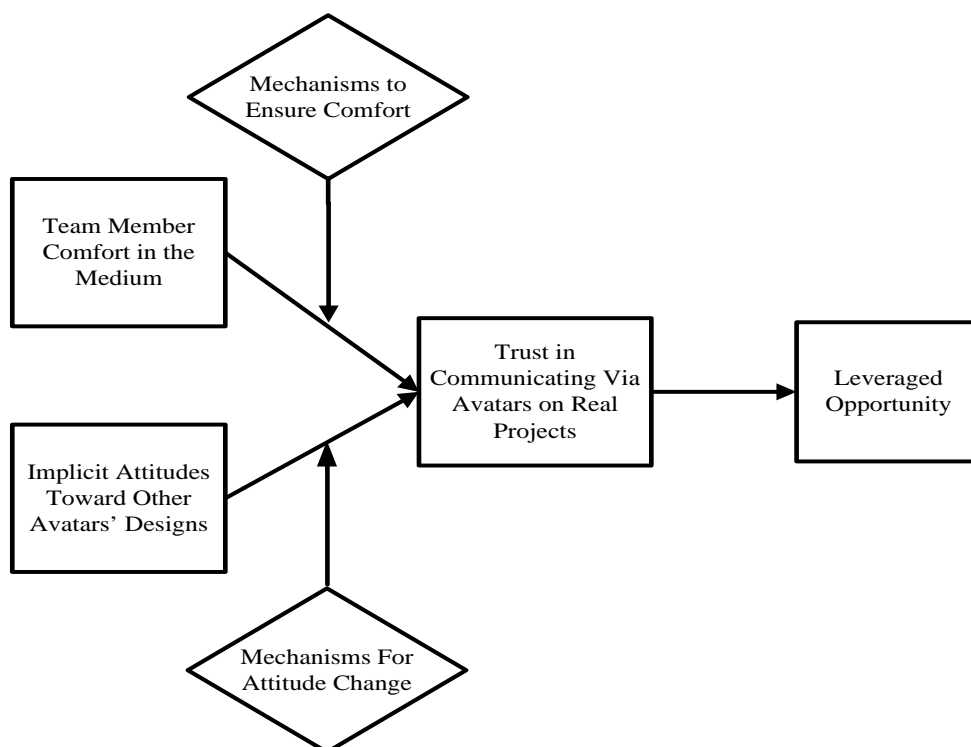 Mechanisms to
Ensure Comfort
Team Member
Comfort in the
Medium
Trust in
Communicating Via
Avatars on Real
Projects
Leveraged
Opportunity
Implicit Attitudes
Toward Other
Avatars’ Designs
Mechanisms For
Attitude Change